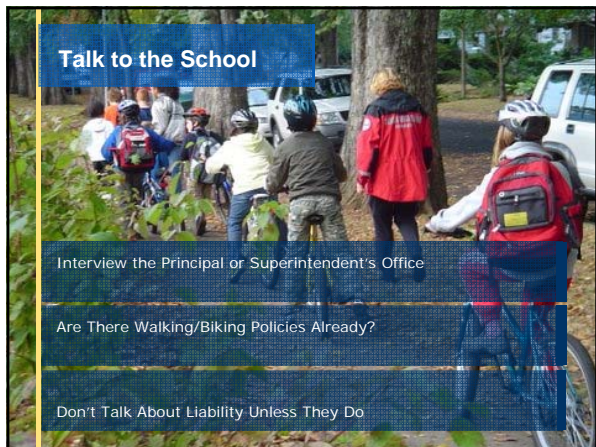 Talk to the School
Interview the Principal or Superintendent's Office
Are There Walking/Biking Policies Already?
Don't Talk About Liability Unless They Do